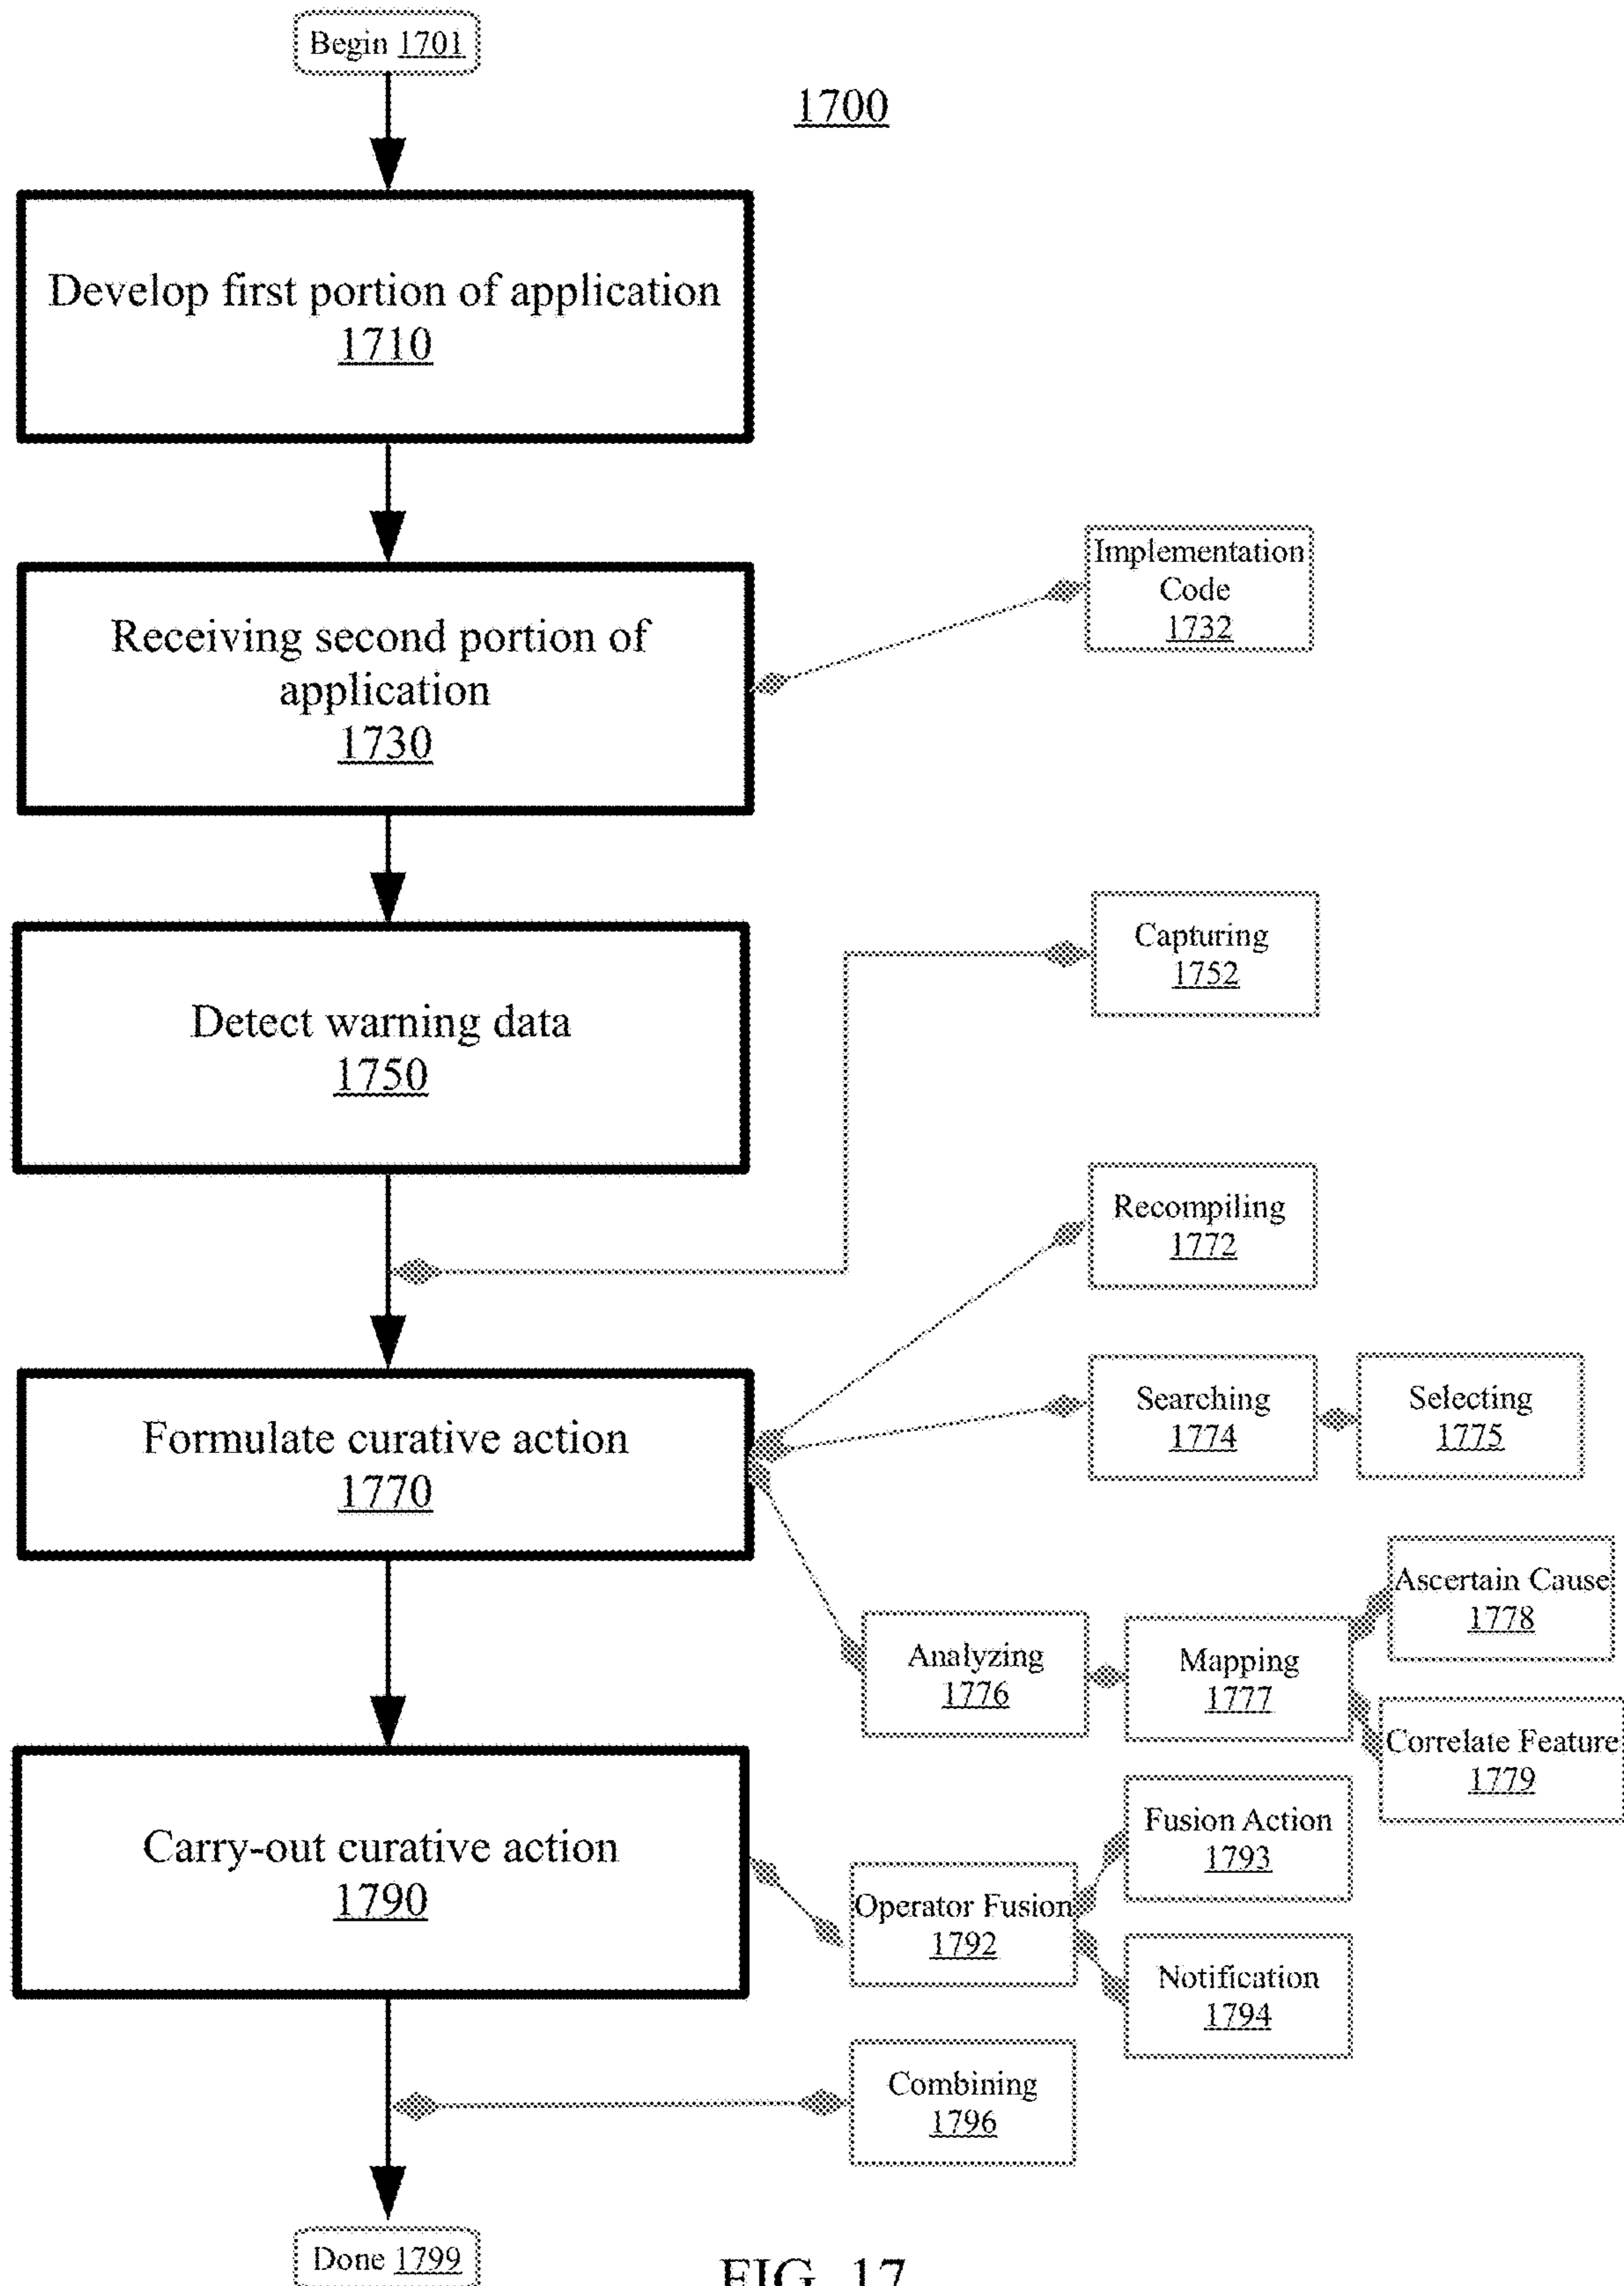 Begin 1701
1700
Develop first portion of application
1710
Receiving second portion of
application
1730
Implementation
Code
1732
Detect warning data
1750
Capturing
1752
Recompiling
1772
Formulate curative action
1770
Searching
1774
Selecting
1775
Analyzing
1776
Mapping
1777
Ascertain Cause
1778
Correlate Feature
1779
Carry-out curative action
1790
Operator Fusion
1792
Fusion Action
1793
Notification
1794
Combining
1796
Done 1799
FIG. 17